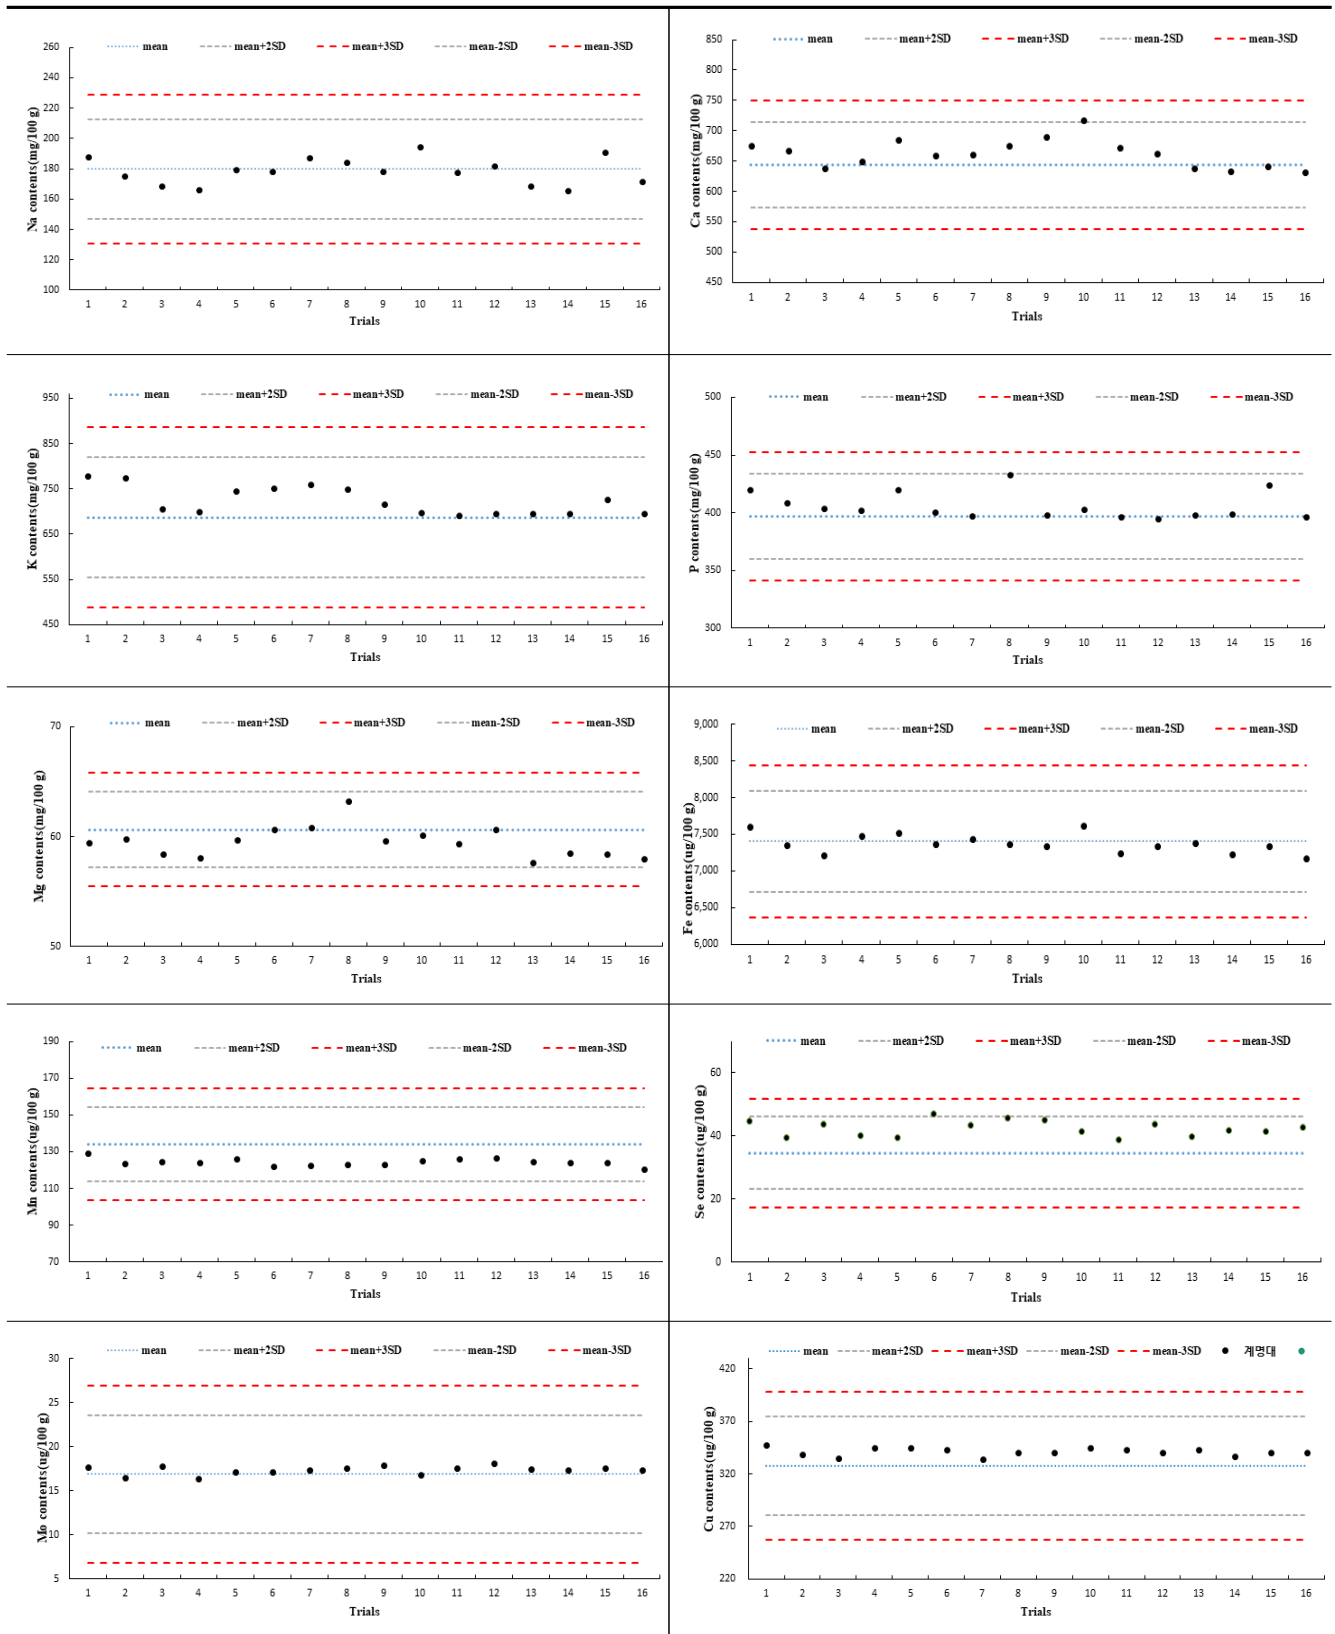 mean mean+2SD mean+3SD mean-2SD mean-3SD
Na contents(mg/100 g)
260
240
220
200
180
160
140
120
100
1 2 3 4 5 6 7 8 9 10 11 12 13 14 15 16
Trials
mean mean+2SD mean+3SD mean-2SD mean-3SD
Ca contents(mg/100 g)
850
800
750
700
650
600
550
500
450
1 2 3 4 5 6 7 8 9 10 11 12 13 14 15 16
Trials
mean mean+2SD mean+3SD mean-2SD mean-3SD
K contents(mg/100 g)
950
850
750
650
550
450
1 2 3 4 5 6 7 8 9 10 11 12 13 14 15 16
Trials
mean mean+2SD mean+3SD mean-2SD mean-3SD
P contents(mg/100 g)
500
450
400
350
300
1 2 3 4 5 6 7 8 9 10 11 12 13 14 15 16
Trials
mean mean+2SD mean+3SD mean-2SD mean-3SD
Mg contents(mg/100 g)
70
60
50
1 2 3 4 5 6 7 8 9 10 11 12 13 14 15 16
Trials
mean mean+2SD mean+3SD mean-2SD mean-3SD
Fe contents(ug/100 g)
9,000
8,500
8,000
7,500
7,000
6,500
6,000
1 2 3 4 5 6 7 8 9 10 11 12 13 14 15 16
Trials
mean mean+2SD mean+3SD mean-2SD mean-3SD
Mn contents(ug/100 g)
190
170
150
130
110
90
70
1 2 3 4 5 6 7 8 9 10 11 12 13 14 15 16
Trials
mean mean+2SD mean+3SD mean-2SD mean-3SD
Se contents(ug/100 g)
60
40
20
0
1 2 3 4 5 6 7 8 9 10 11 12 13 14 15 16
Trials
mean mean+2SD mean+3SD mean-2SD mean-3SD
Mo contents(ug/100 g)
30
25
20
15
10
5
1 2 3 4 5 6 7 8 9 10 11 12 13 14 15 16
Trials
mean mean+2SD mean+3SD mean-2SD mean-3SD 계명대
Cu contents(ug/100 g)
420
370
320
270
220
1 2 3 4 5 6 7 8 9 10 11 12 13 14 15 16
Trials